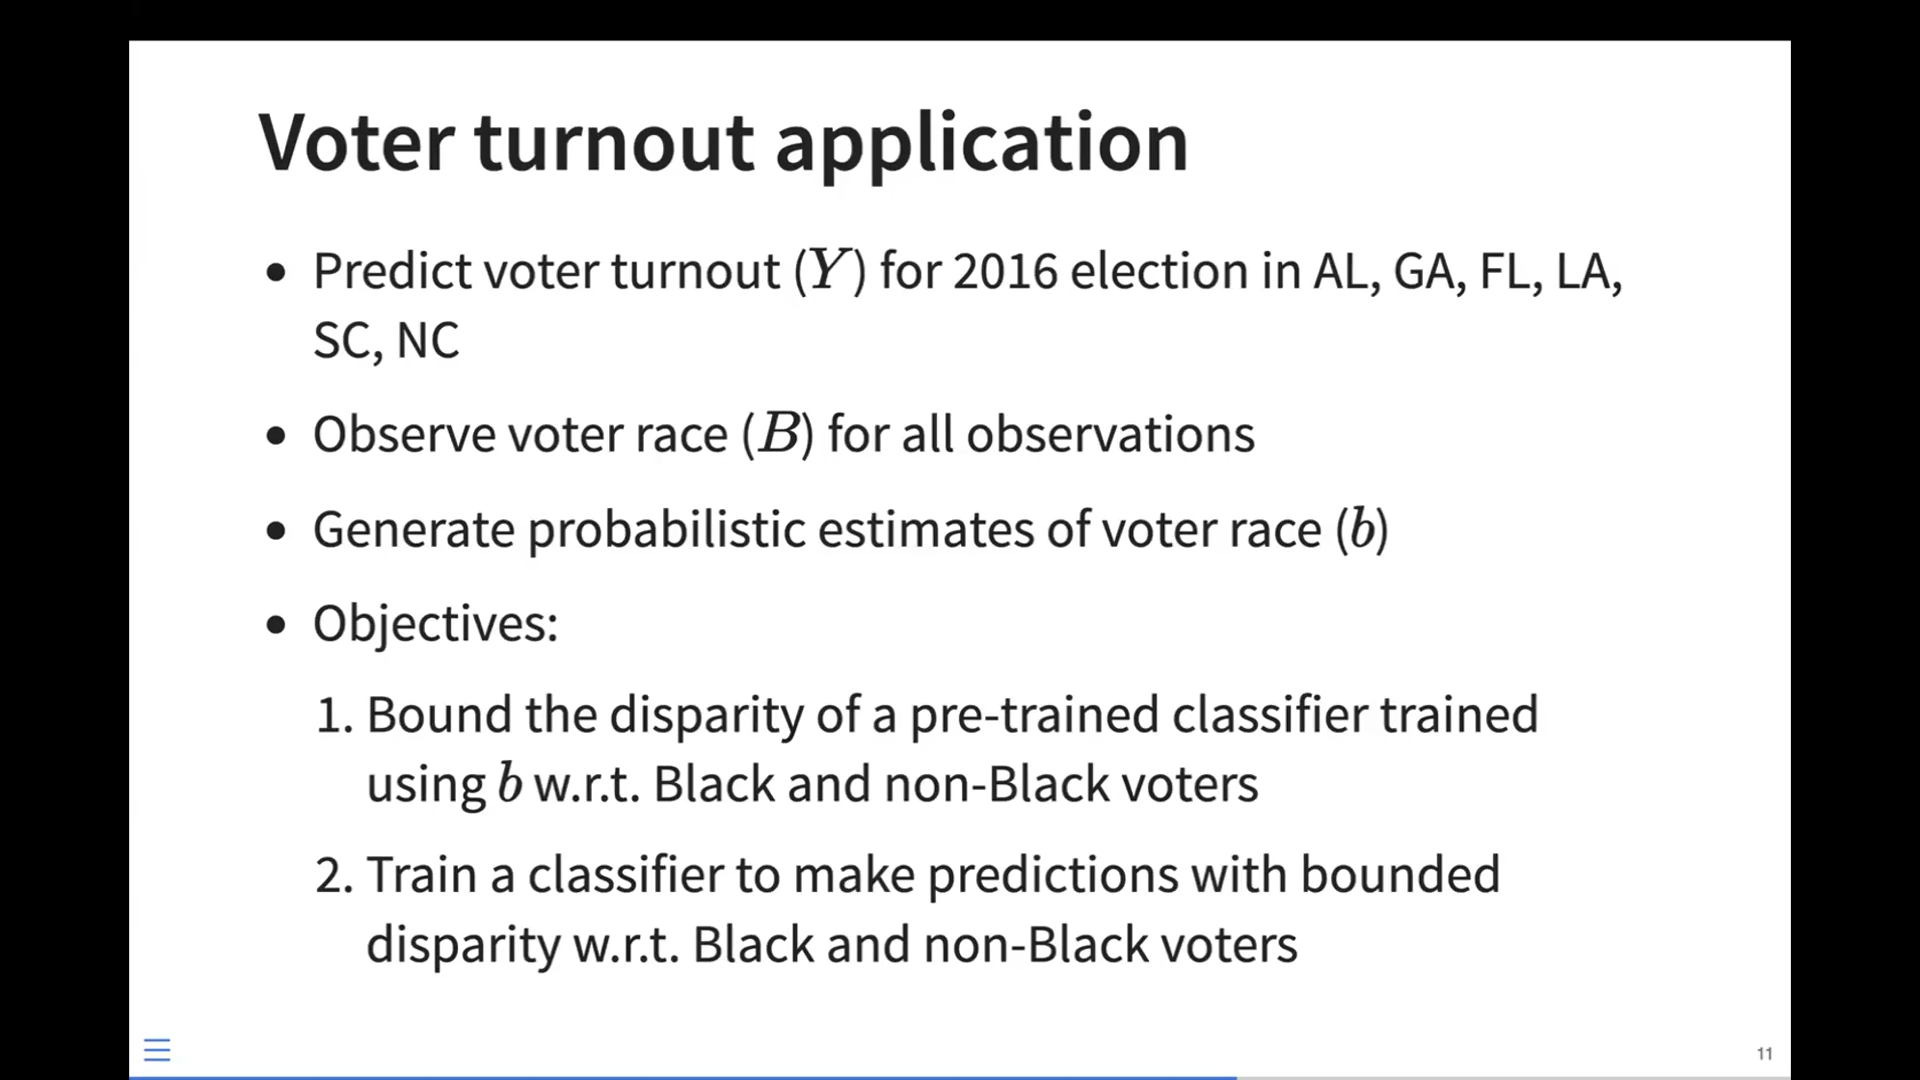 Voter turnout application
• Predict voter turnout (Y) for 2016 election in AL, GA, FL, LA,
SC, NC
• Observe voter race (B) for all observations
• Generate probabilistic estimates of voter race (b)
• Objectives:
1. Bound the disparity of a pre-trained classifier trained
using b w.r.t. Black and non-Black voters
2. Train a classifier to make predictions with bounded
disparity w.r.t. Black and non-Black voters
11